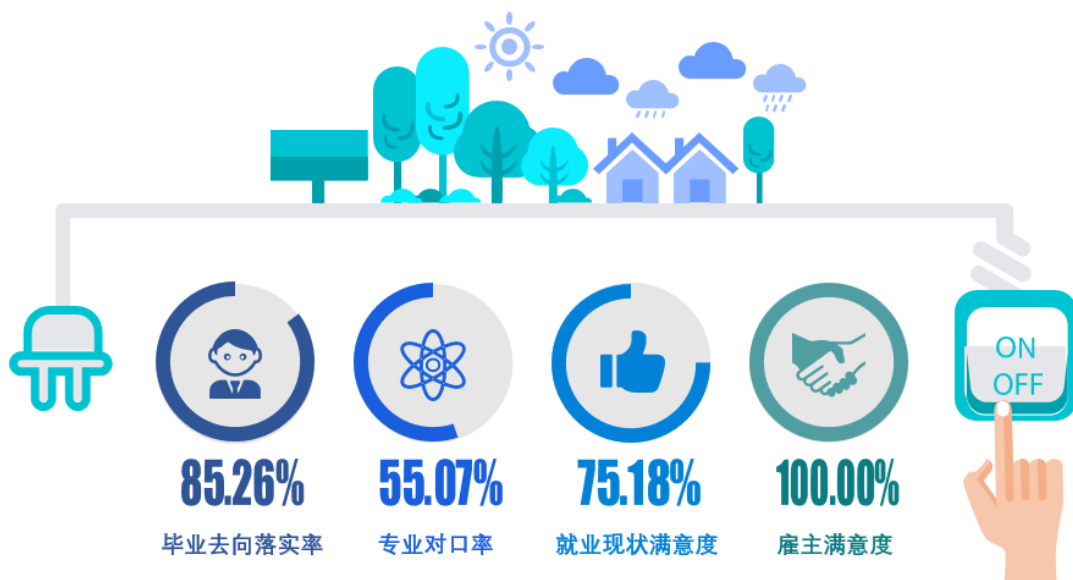 ON
OFF
85.26%
55.07%
75.18%
100.00%
毕业去向落实率
专业对口率
就业现状满意度
雇主满意度